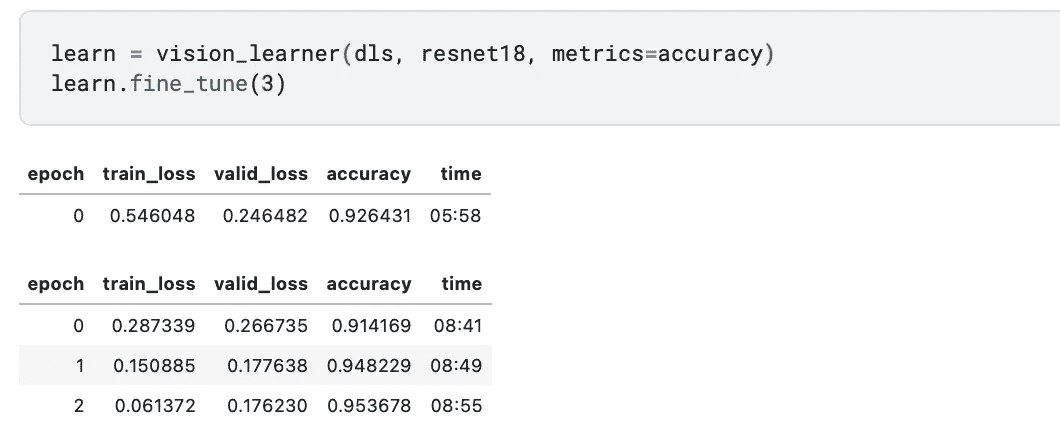 learn = vision_learner(dls, resnet18, metrics=accuracy)
learn.fine_tune(3)
epoch train_loss valid_loss accuracy time
0 0.546048 0.246482 0.926431 05:58
epoch train_loss valid_loss accuracy time
0 0.287339 0.266735 0.914169 08:41
1 0.150885 0.177638 0.948229 08:49
2 0.061372 0.176230 0.953678 08:55